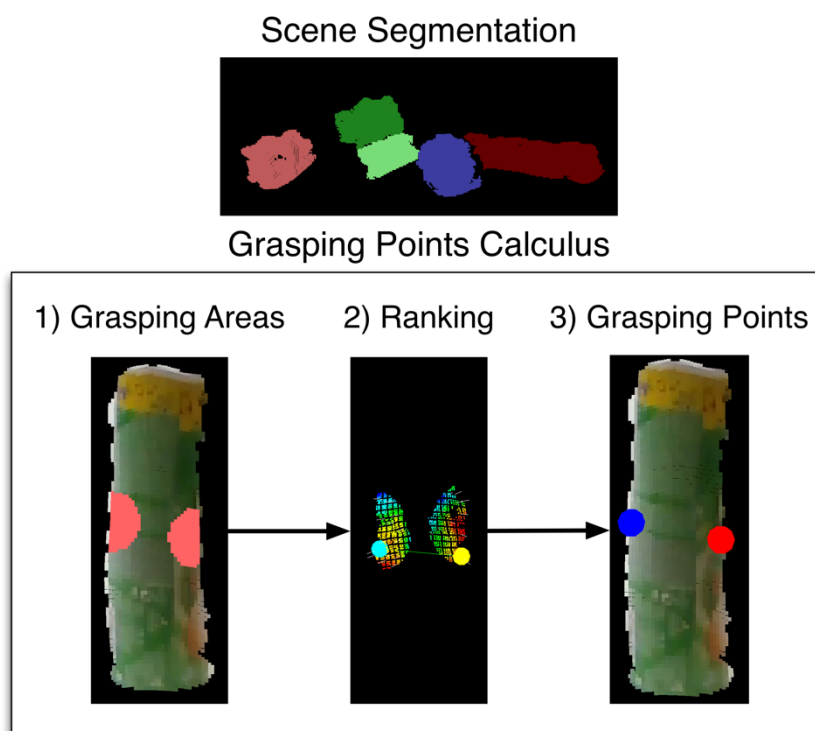 Scene Segmentation
Grasping Points Calculus
1) Grasping Areas
2) Ranking
3) Grasping Points